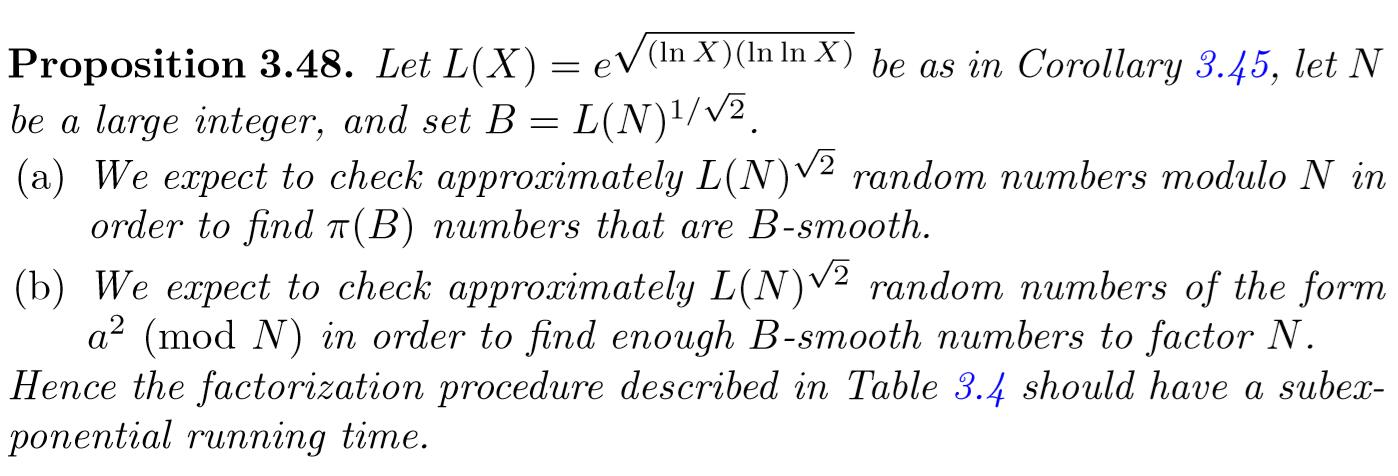 Proposition 3.48. Let L(X) = e^{√((ln X)(ln ln X))} be as in Corollary 3.45, let N
be a large integer, and set B = L(N)^{1/√2}.
(a) We expect to check approximately L(N)^{√2} random numbers modulo N in
order to find π(B) numbers that are B-smooth.
(b) We expect to check approximately L(N)^{√2} random numbers of the form
a² (mod N) in order to find enough B-smooth numbers to factor N.
Hence the factorization procedure described in Table 3.4 should have a subex-
ponential running time.